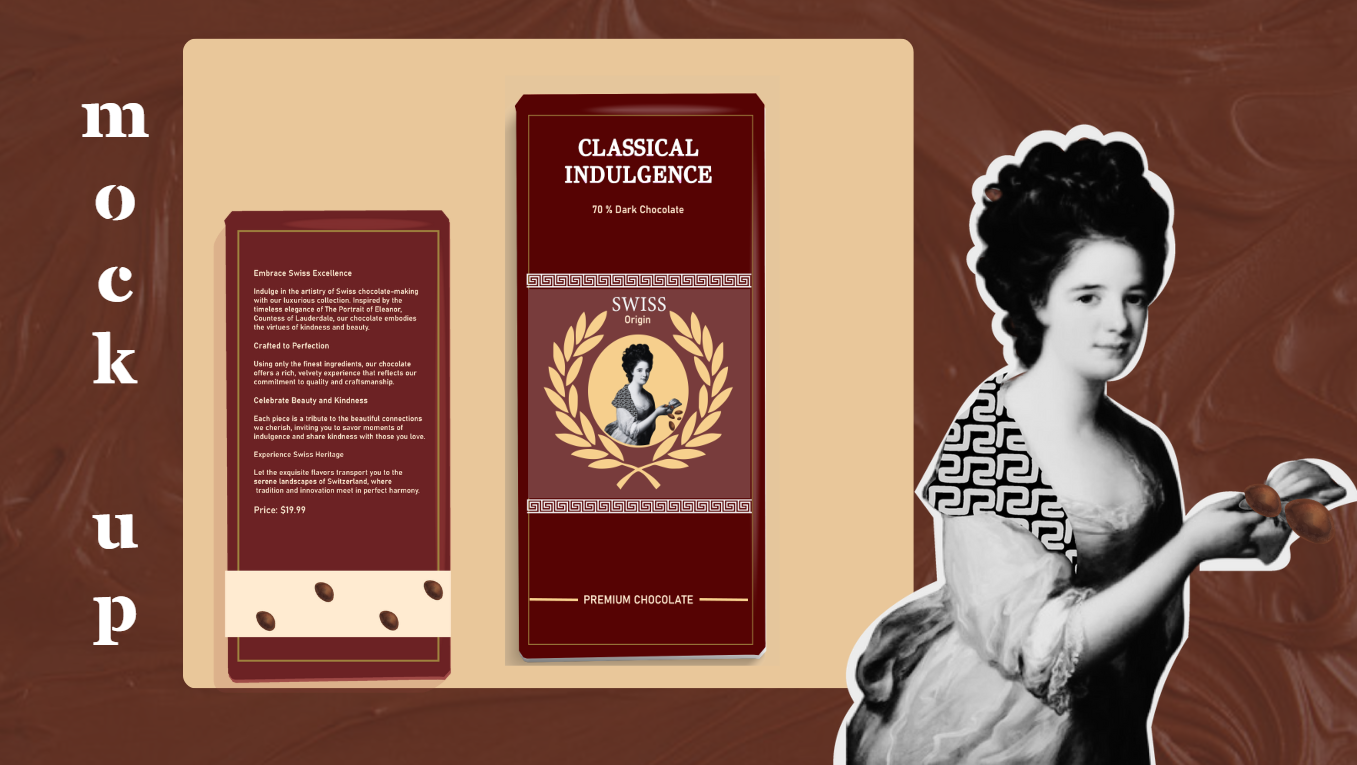 mock up
Embrace Swiss Excellence
Indulge in the artistry of Swiss chocolate-making
with our luxurious collection. Inspired by the
timeless elegance of The Portrait of Eleanor,
Countess of Lauderdale, our chocolate embodies
the virtues of kindness and beauty.
Crafted to Perfection
Using only the finest ingredients, our chocolate
offers a rich, velvety experience that reflects our
commitment to quality and craftsmanship.
Celebrate Beauty and Kindness
Each piece is a tribute to the beautiful connections
we cherish, inviting you to savor moments of
indulgence and share kindness with those you love.
Experience Swiss Heritage
Let the exquisite flavors transport you to the
serene landscapes of Switzerland, where
tradition and innovation meet in perfect harmony.
Price: $19.99
CLASSICAL
INDULGENCE
70 % Dark Chocolate
SWISS
Origin
PREMIUM CHOCOLATE